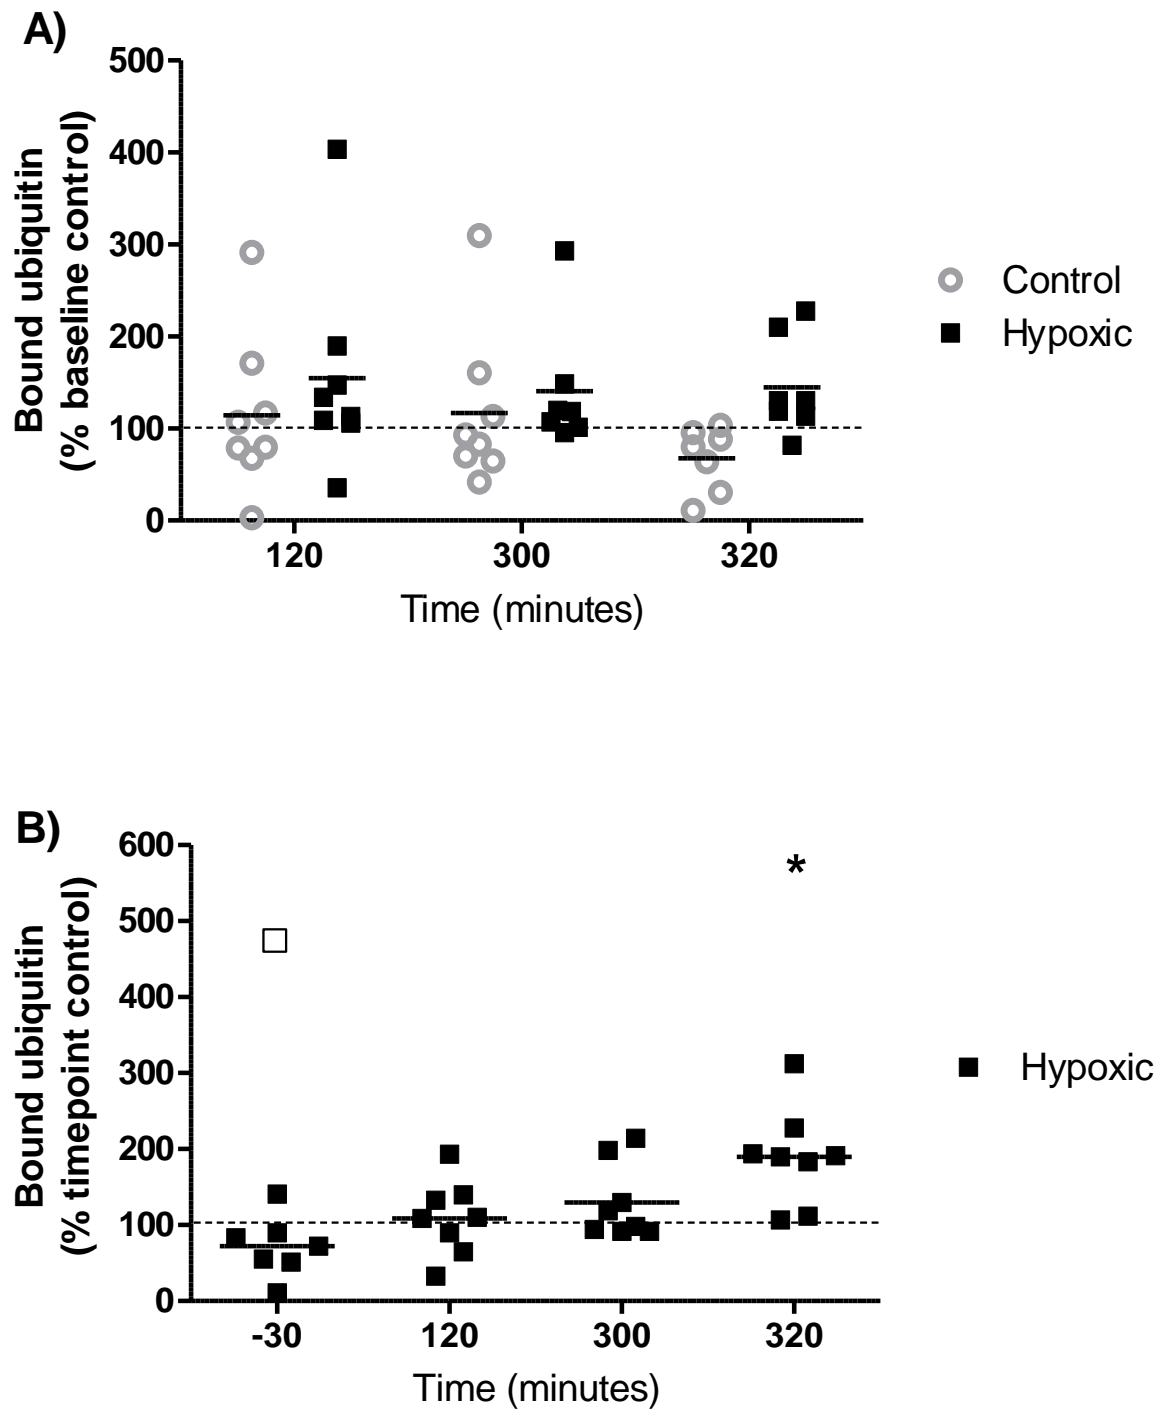 A)
Bound ubiquitin
(% baseline control)
500
400
300
200
100
0
120 300 320
Time (minutes)
Control
Hypoxic
B)
Bound ubiquitin
(% timepoint control)
600
500
400
300
200
100
0
*
-30 120 300 320
Time (minutes)
Hypoxic